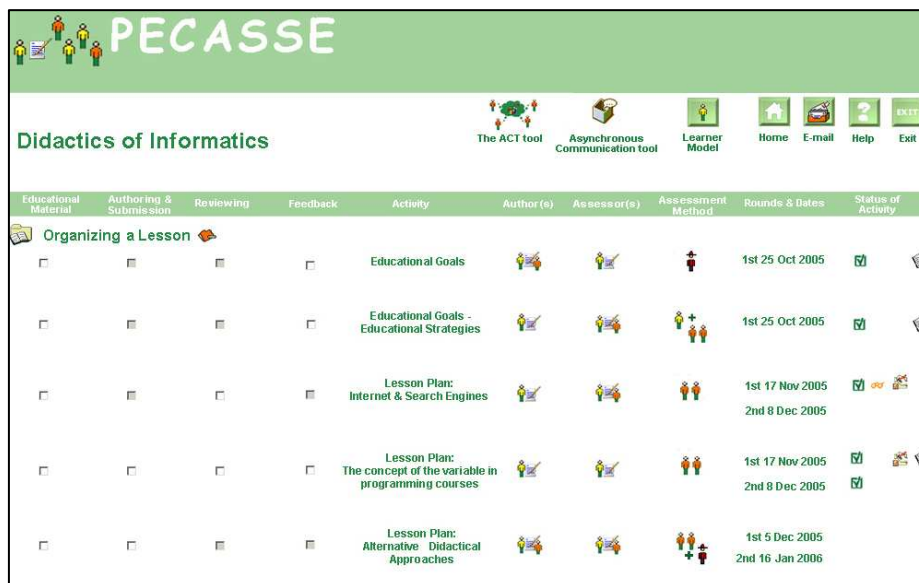 PECASSE
Didactics of Informatics
The ACT tool
Asynchronous
Communication tool
Learner
Model
Home
E-mail
Help
EXIT
Exit
Educational
Material
Authoring &
Submission
Reviewing
Feedback
Activity
Author(s)
Assessor(s)
Assessment
Method
Rounds & Dates
Status of
Activity
Organizing a Lesson
Educational Goals
1st 25 Oct 2005
Educational Goals -
Educational Strategies
1st 25 Oct 2005
Lesson Plan:
Internet & Search Engines
1st 17 Nov 2005
2nd 8 Dec 2005
Lesson Plan:
The concept of the variable in
programming courses
1st 17 Nov 2005
2nd 8 Dec 2005
Lesson Plan:
Alternative Didactical
Approaches
1st 5 Dec 2005
2nd 16 Jan 2006